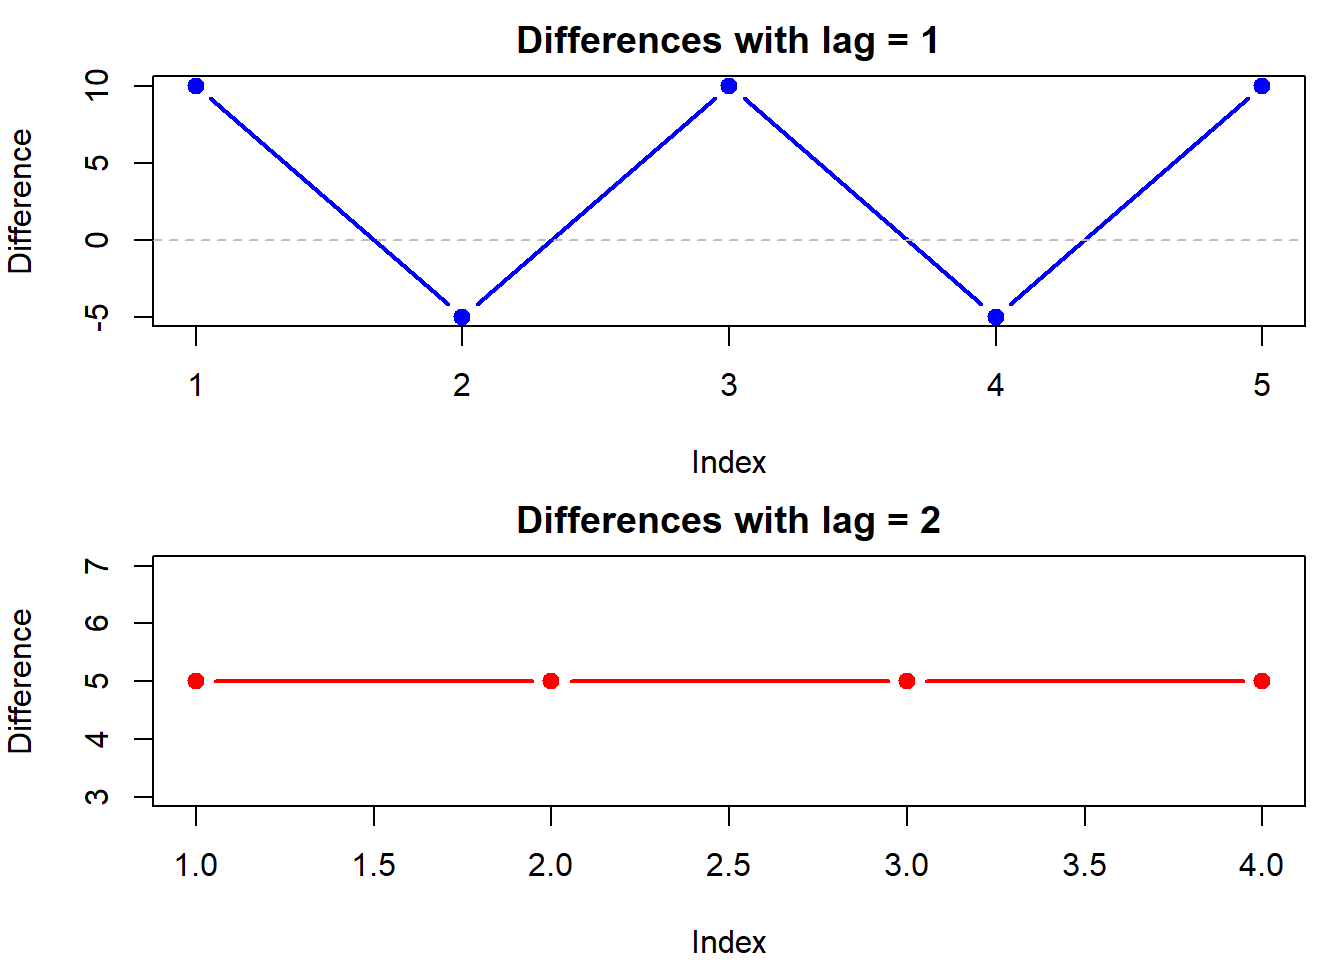 Differences with lag = 1
Difference
10
5
0
-5
1 2 3 4 5
Index
Differences with lag = 2
Difference
7
6
5
4
3
1.0 1.5 2.0 2.5 3.0 3.5 4.0
Index